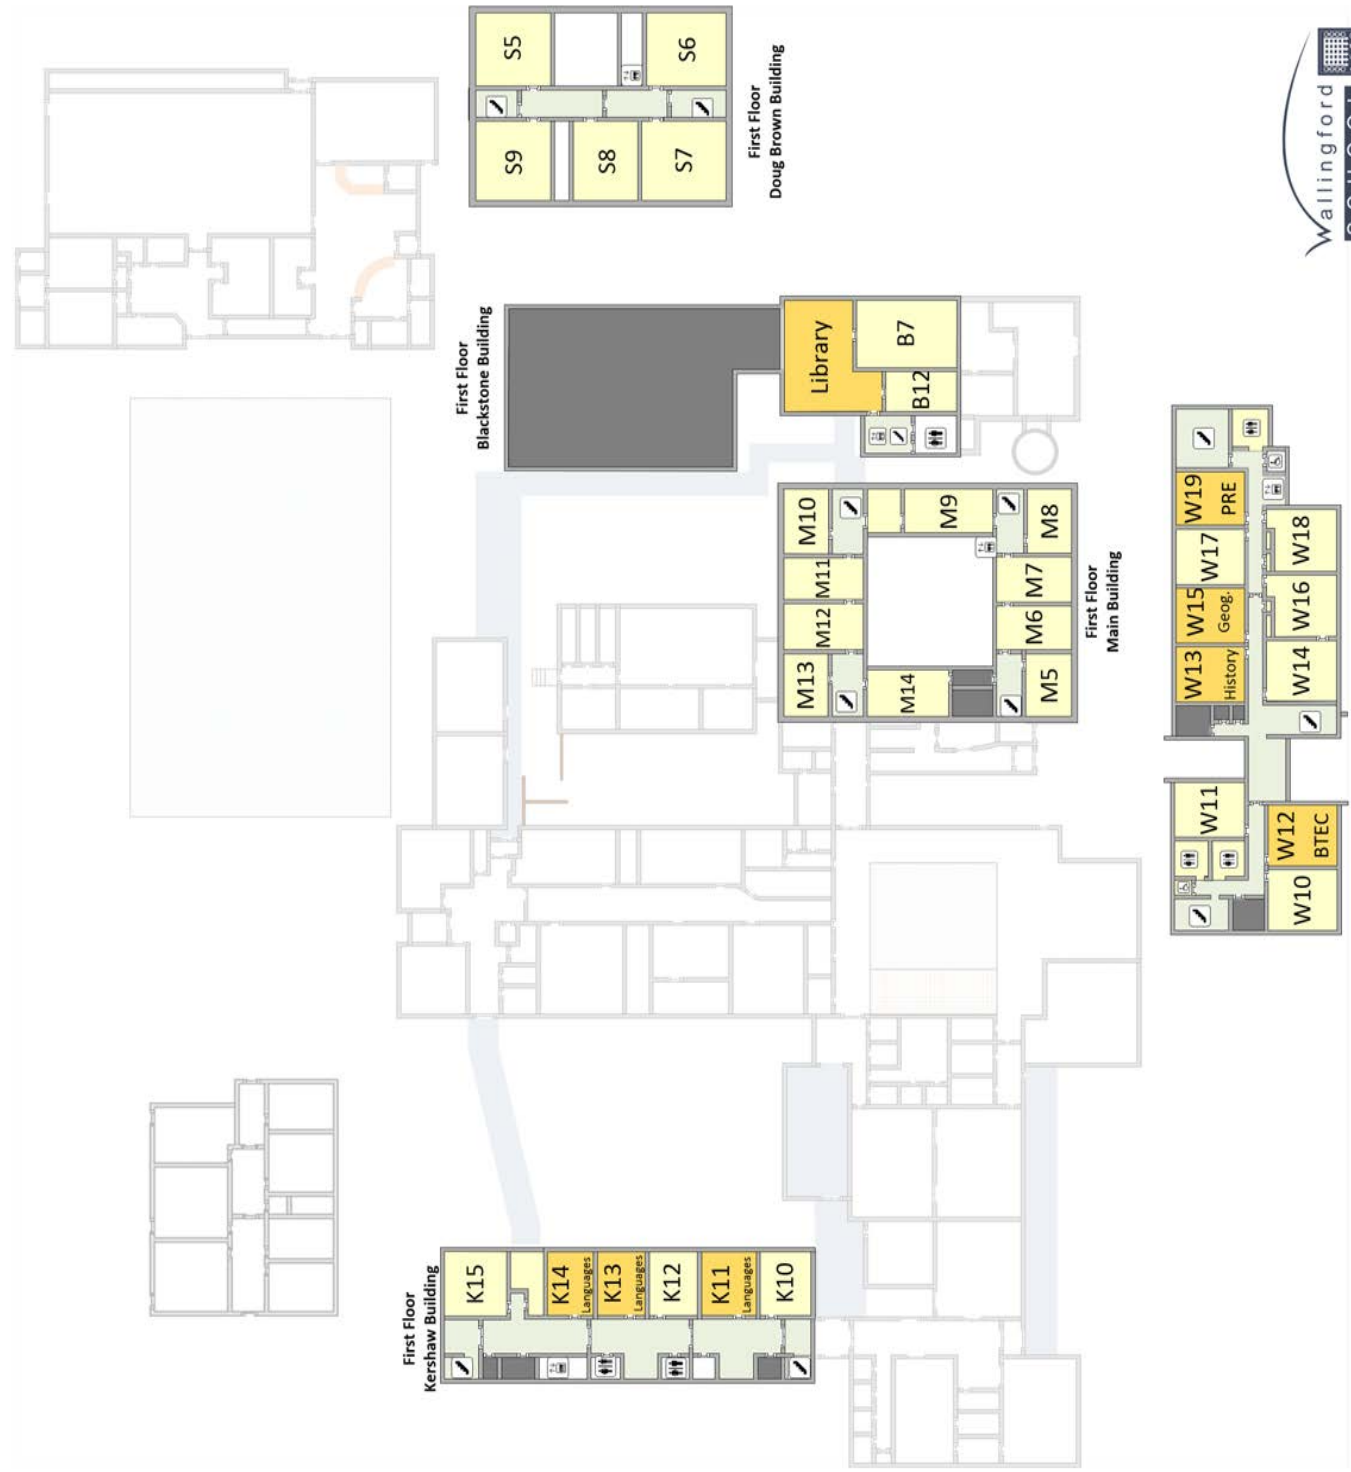 First Floor
Kershaw Building
K15
K14
Languages
K13
Languages
K12
K11
Languages
K10
First Floor
Blackstone Building
Library
B7
B12
S5
S6
S9
S8
S7
First Floor
Doug Brown Building
M13
M12
M11
M10
M14
M9
M5
M6
M7
M8
First Floor
Main Building
W11
W13
History
W15
Geog.
W17
W19
PRE
W10
W12
BTEC
W14
W16
W18
Wallingford